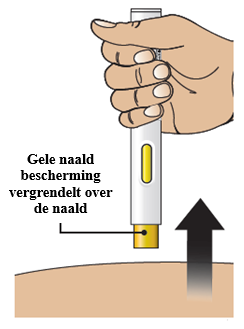 Gele naald
bescherming
vergrendelt over
de naald